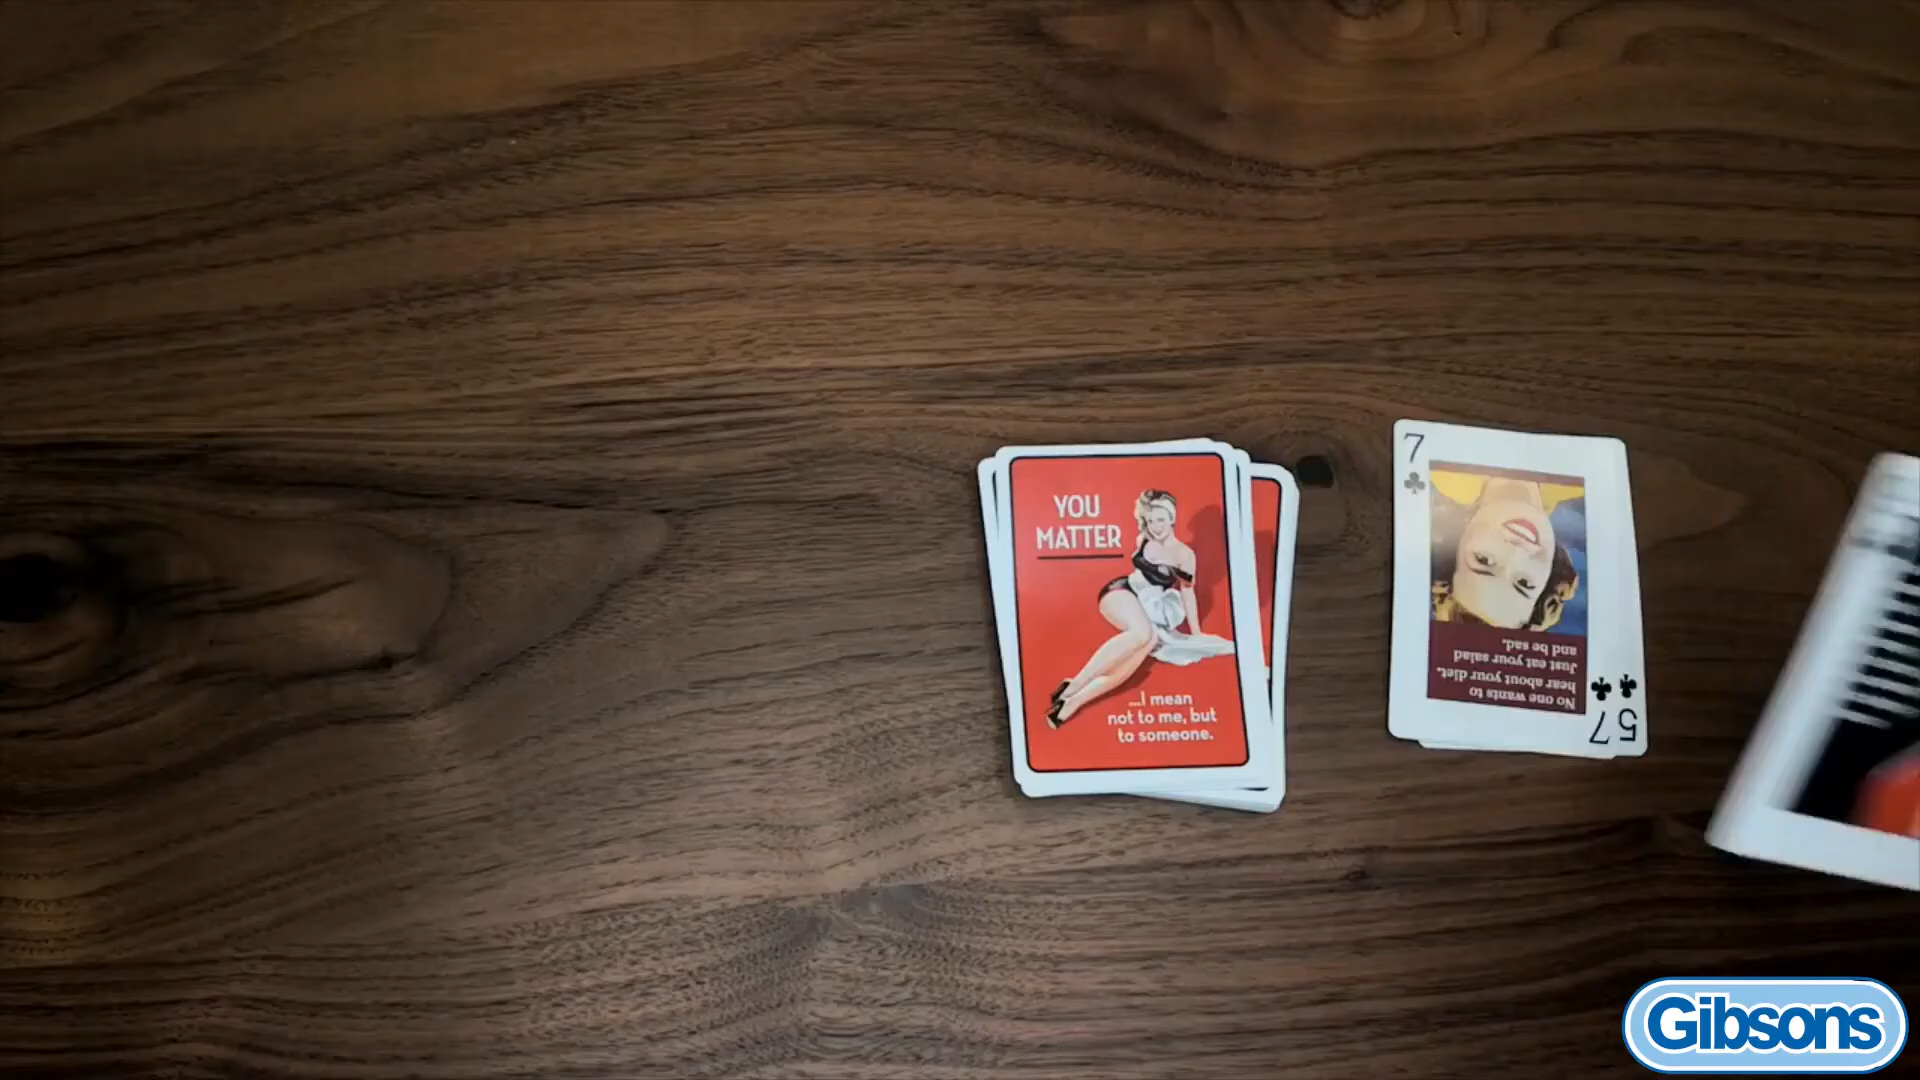 YOU
MATTER
...I mean
not to me, but
to someone.
7
No one wants to
hear about your diet.
Just eat your salad
and be sad.
7
5
Gibsons